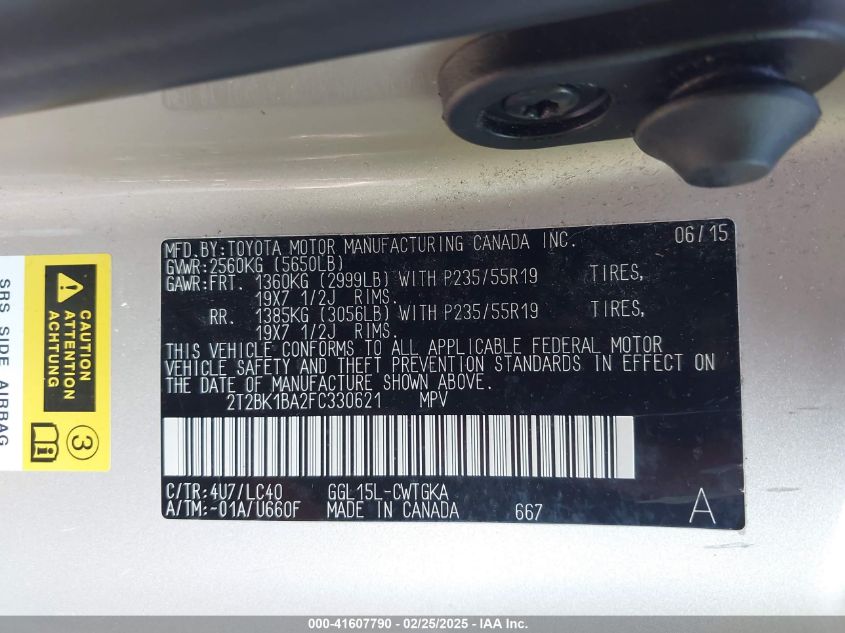 MFD.BY:TOYOTA MOTOR MANUFACTURING CANADA INC. 06/15
GVWR:2560KG (5650LB)
GAWR:FRT. 1360KG (2999LB) WITH P235/55R19 TIRES,
19X7 1/2J RIMS.
RR. 1385KG (3056LB) WITH P235/55R19 TIRES,
19X7 1/2J RIMS.
THIS VEHICLE CONFORMS TO ALL APPLICABLE FEDERAL MOTOR
VEHICLE SAFETY AND THEFT PREVENTION STANDARDS IN EFFECT ON
THE DATE OF MANUFACTURE SHOWN ABOVE.
2T2BK1BA2FC330621 MPV
C/TR:4U7/LC40 GGL15L-CWTGKA
A/TM:-01A/U660F MADE IN CANADA 667 A
CAUTION
ATTENTION
ACHTUNG
SRS SIDE AIRBAG
3
000-41607790 - 02/25/2025 - IAA Inc.